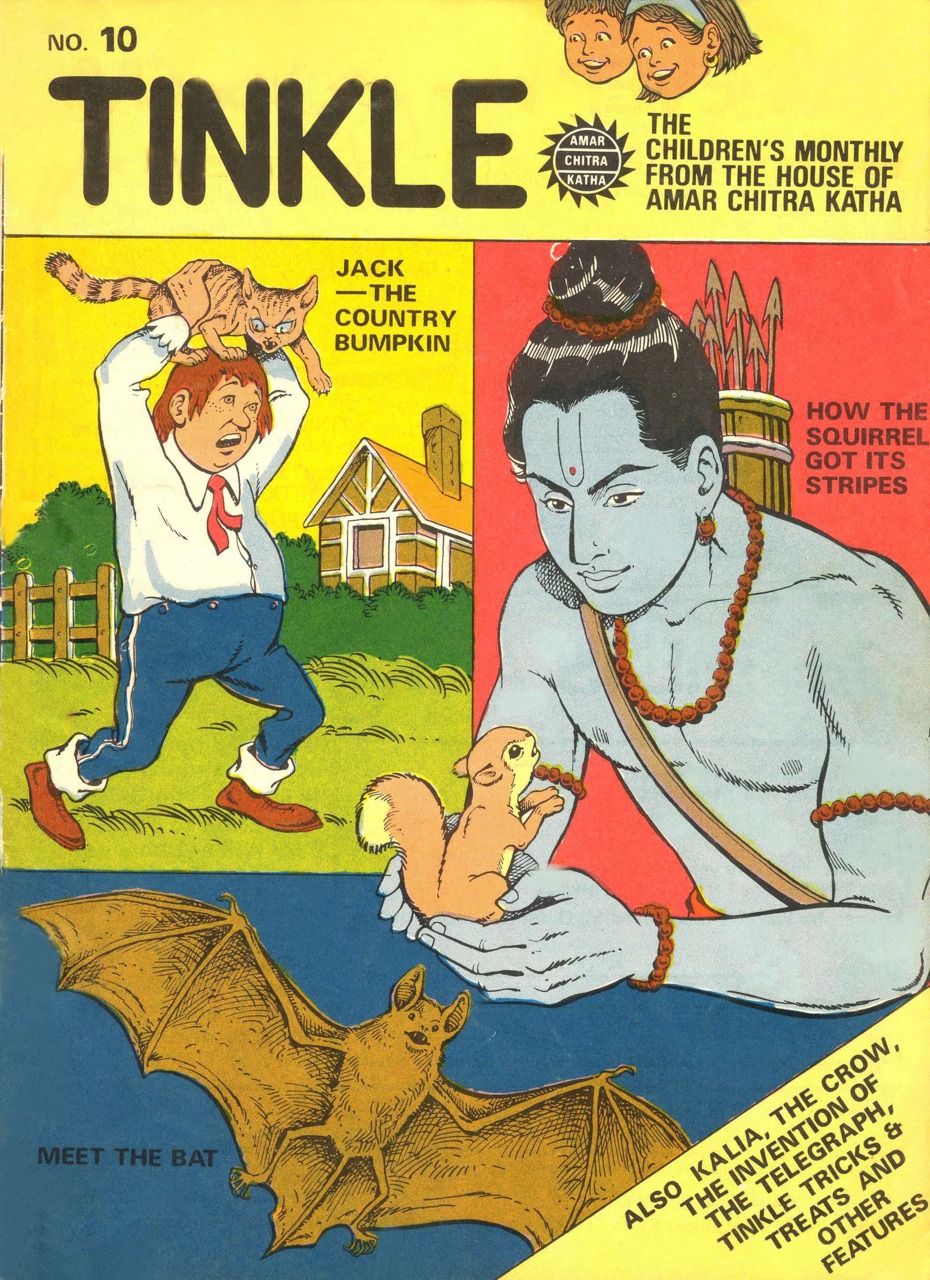 NO. 10
TINKLE
AMAR
CHITRA
KATHA
THE
CHILDREN'S MONTHLY
FROM THE HOUSE OF
AMAR CHITRA KATHA
JACK
—THE
COUNTRY
BUMPKIN
HOW THE
SQUIRREL
GOT ITS
STRIPES
MEET THE BAT
ALSO KALIA, THE CROW,
THE INVENTION OF
THE TELEGRAPH,
TINKLE TRICKS &
TREATS AND
OTHER
FEATURES